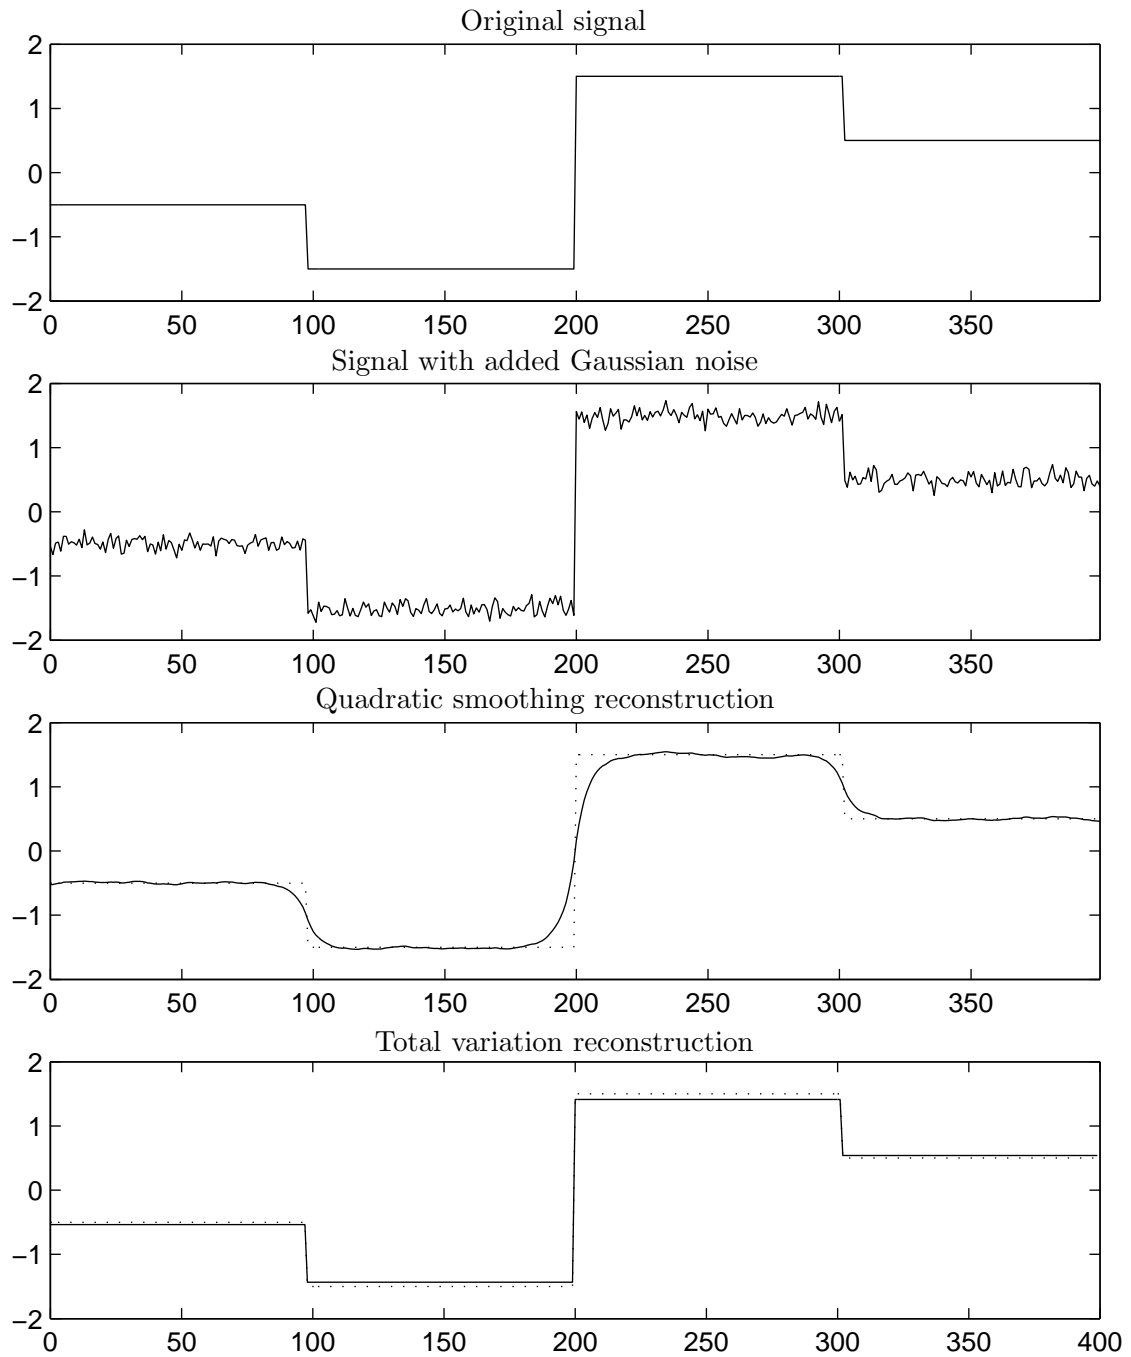 Original signal
2
1
0
−1
−2
0 50 100 150 200 250 300 350
Signal with added Gaussian noise
2
1
0
−1
−2
0 50 100 150 200 250 300 350
Quadratic smoothing reconstruction
2
1
0
−1
−2
0 50 100 150 200 250 300 350
Total variation reconstruction
2
1
0
−1
−2
0 50 100 150 200 250 300 350 400